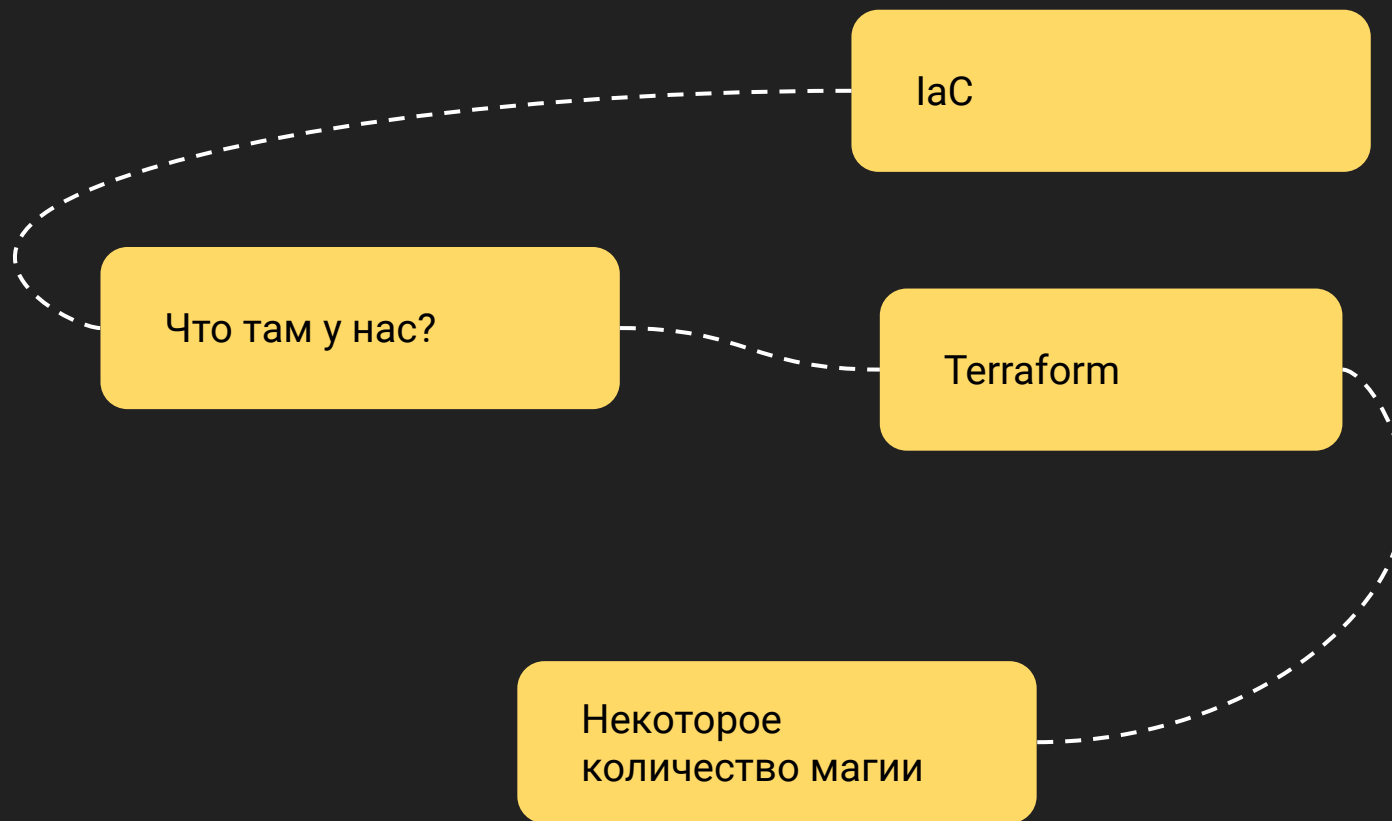 IaC
Что там у нас?
Terraform
Некоторое
количество магии